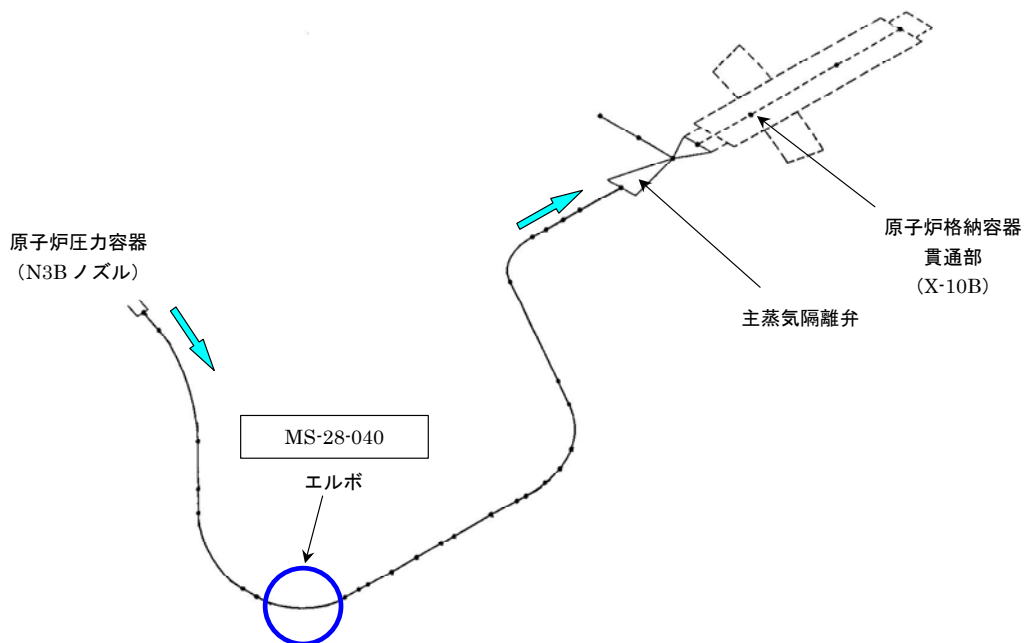 原子炉圧力容器
（N3B ノズル）
MS-28-040
エルボ
主蒸気隔離弁
原子炉格納容器
貫通部
（X-10B）